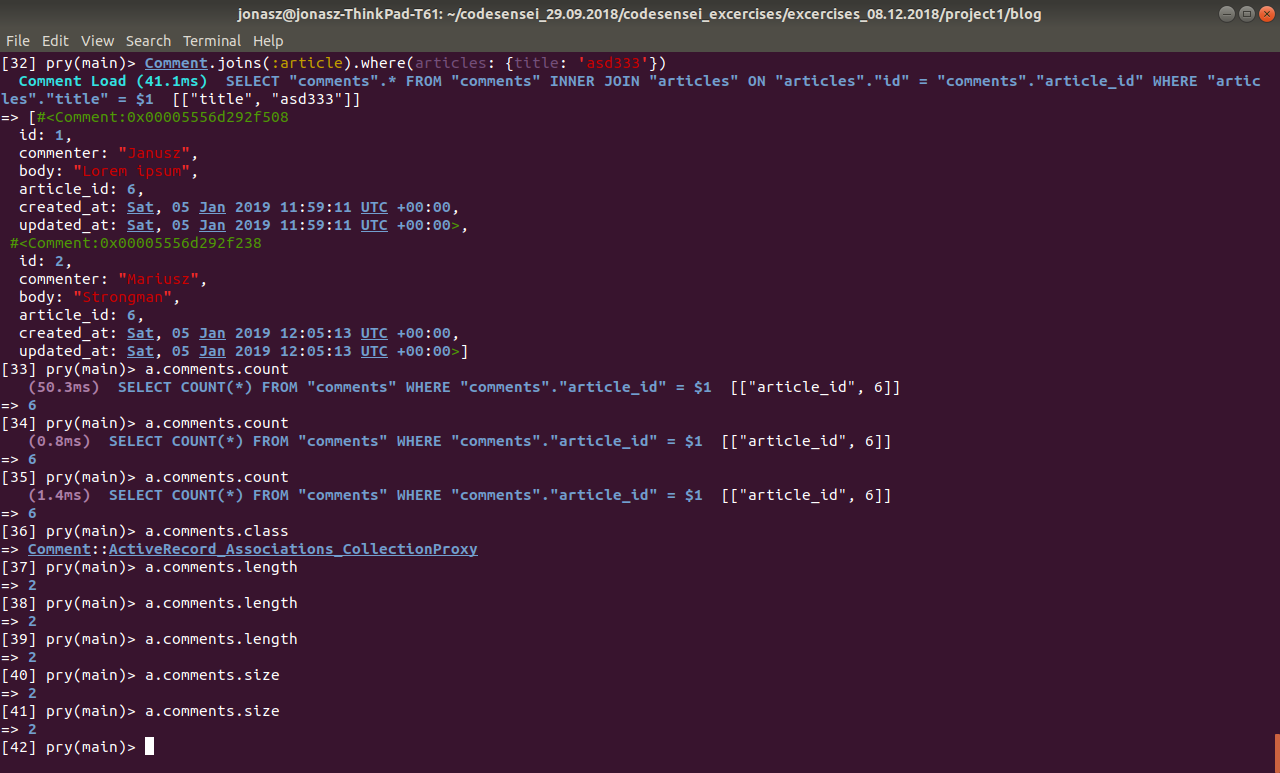 jonasz@jonasz-ThinkPad-T61: ~/codesensei_29.09.2018/codesensei_excercises/excercises_08.12.2018/project1/blog
File Edit View Search Terminal Help
[32] pry(main)> Comment.joins(:article).where(articles: {title: 'asd333'})
  Comment Load (41.1ms)  SELECT "comments".* FROM "comments" INNER JOIN "articles" ON "articles"."id" = "comments"."article_id" WHERE "artic
les"."title" = $1  [["title", "asd333"]]
=> [#<Comment:0x00005556d292f508
  id: 1,
  commenter: "Janusz",
  body: "Lorem ipsum",
  article_id: 6,
  created_at: Sat, 05 Jan 2019 11:59:11 UTC +00:00,
  updated_at: Sat, 05 Jan 2019 11:59:11 UTC +00:00>,
 #<Comment:0x00005556d292f238
  id: 2,
  commenter: "Mariusz",
  body: "Strongman",
  article_id: 6,
  created_at: Sat, 05 Jan 2019 12:05:13 UTC +00:00,
  updated_at: Sat, 05 Jan 2019 12:05:13 UTC +00:00>]
[33] pry(main)> a.comments.count
   (50.3ms)  SELECT COUNT(*) FROM "comments" WHERE "comments"."article_id" = $1  [["article_id", 6]]
=> 6
[34] pry(main)> a.comments.count
   (0.8ms)  SELECT COUNT(*) FROM "comments" WHERE "comments"."article_id" = $1  [["article_id", 6]]
=> 6
[35] pry(main)> a.comments.count
   (1.4ms)  SELECT COUNT(*) FROM "comments" WHERE "comments"."article_id" = $1  [["article_id", 6]]
=> 6
[36] pry(main)> a.comments.class
=> Comment::ActiveRecord_Associations_CollectionProxy
[37] pry(main)> a.comments.length
=> 2
[38] pry(main)> a.comments.length
=> 2
[39] pry(main)> a.comments.length
=> 2
[40] pry(main)> a.comments.size
=> 2
[41] pry(main)> a.comments.size
=> 2
[42] pry(main)>